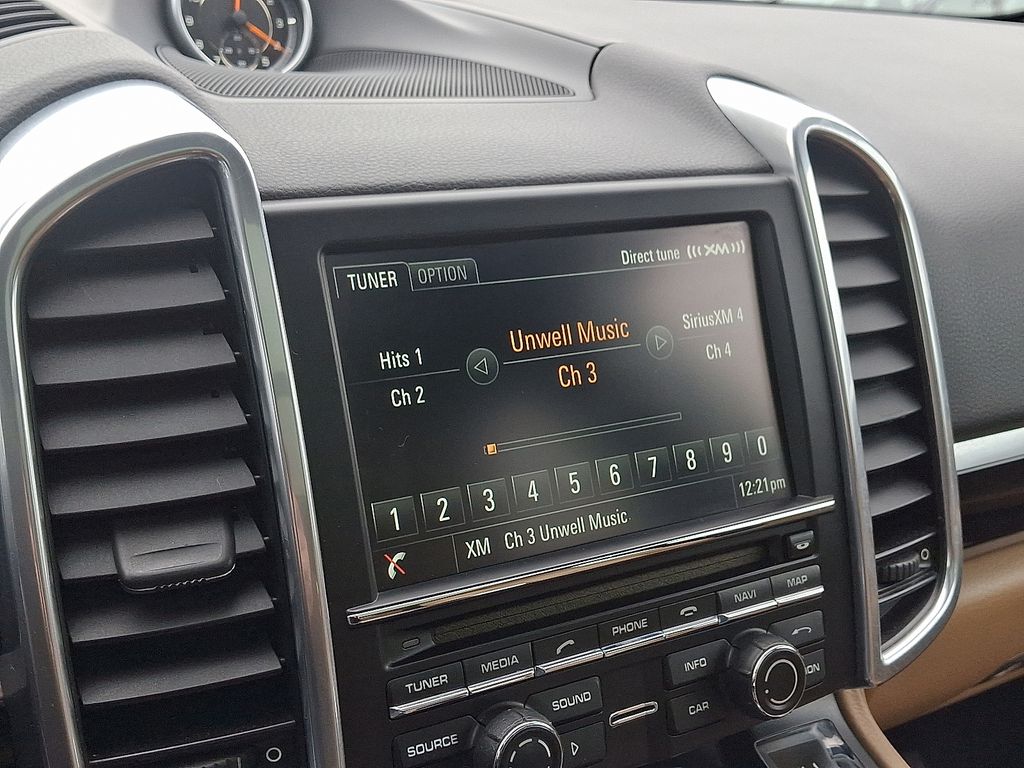 TUNER OPTION Direct tune ((( XM )))
Hits 1 Unwell Music SiriusXM 4
Ch 2 Ch 3 Ch 4
1 2 3 4 5 6 7 8 9 0
XM Ch 3 Unwell Music 12:21pm
TUNER MEDIA PHONE NAVI MAP
SOURCE SOUND INFO
CAR